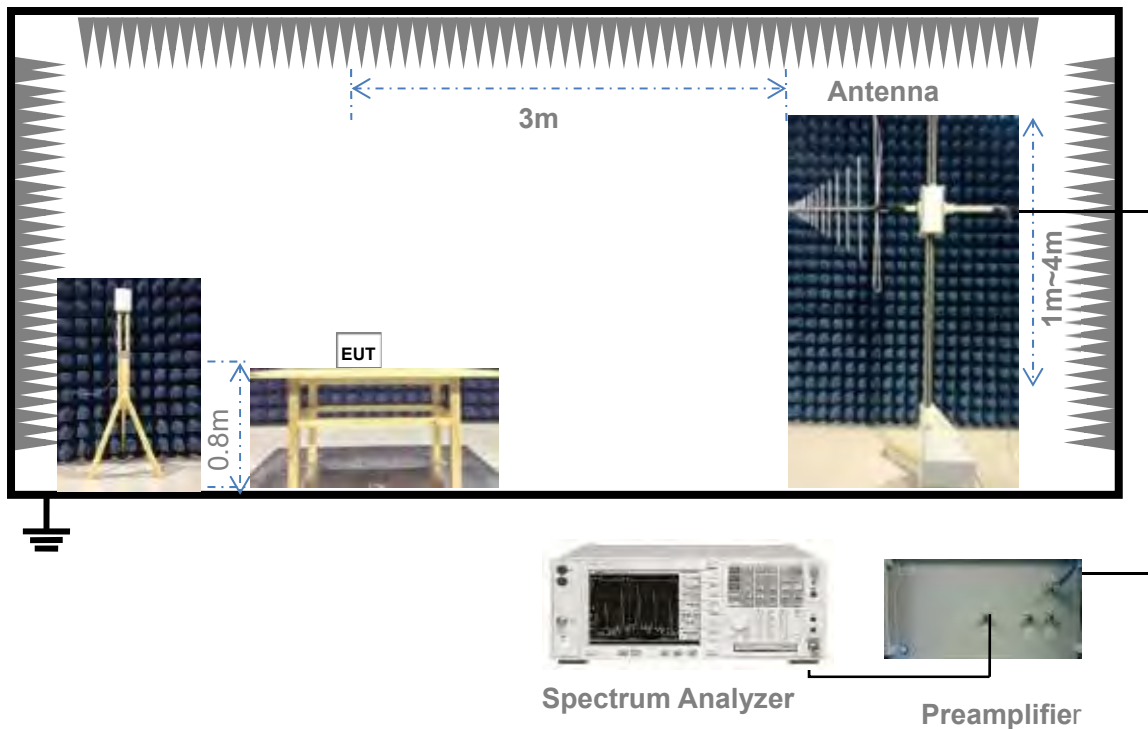 Antenna
3m
1m~4m
EUT
0.8m
Spectrum Analyzer
Preamplifier